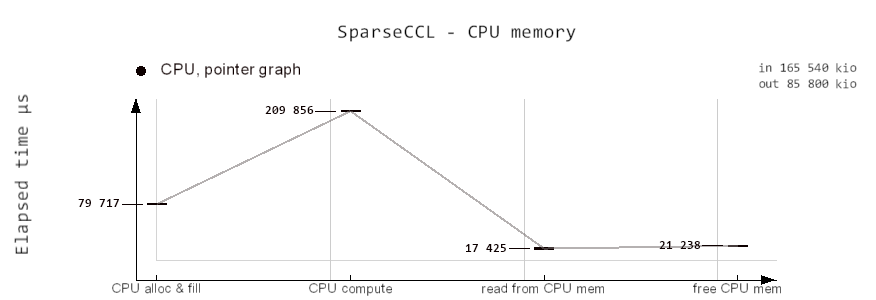 SparseCCL - CPU memory
CPU, pointer graph
in 165 540 kio
out 85 800 kio
Elapsed time µs
209 856
79 717
17 425
21 238
CPU alloc & fill
CPU compute
read from CPU mem
free CPU mem